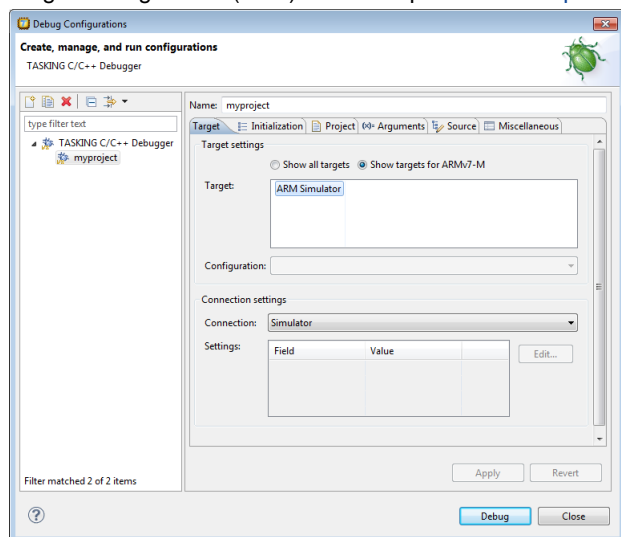 Debug Configurations
Create, manage, and run configurations
TASKING C/C++ Debugger
type filter text
TASKING C/C++ Debugger
myproject
Filter matched 2 of 2 items
Name: myproject
Target Initialization Project (x)= Arguments Source Miscellaneous
Target settings
Show all targets Show targets for ARMv7-M
Target: ARM Simulator
Configuration:
Connection settings
Connection: Simulator
Settings: Field Value Edit...
Apply Revert
Debug Close